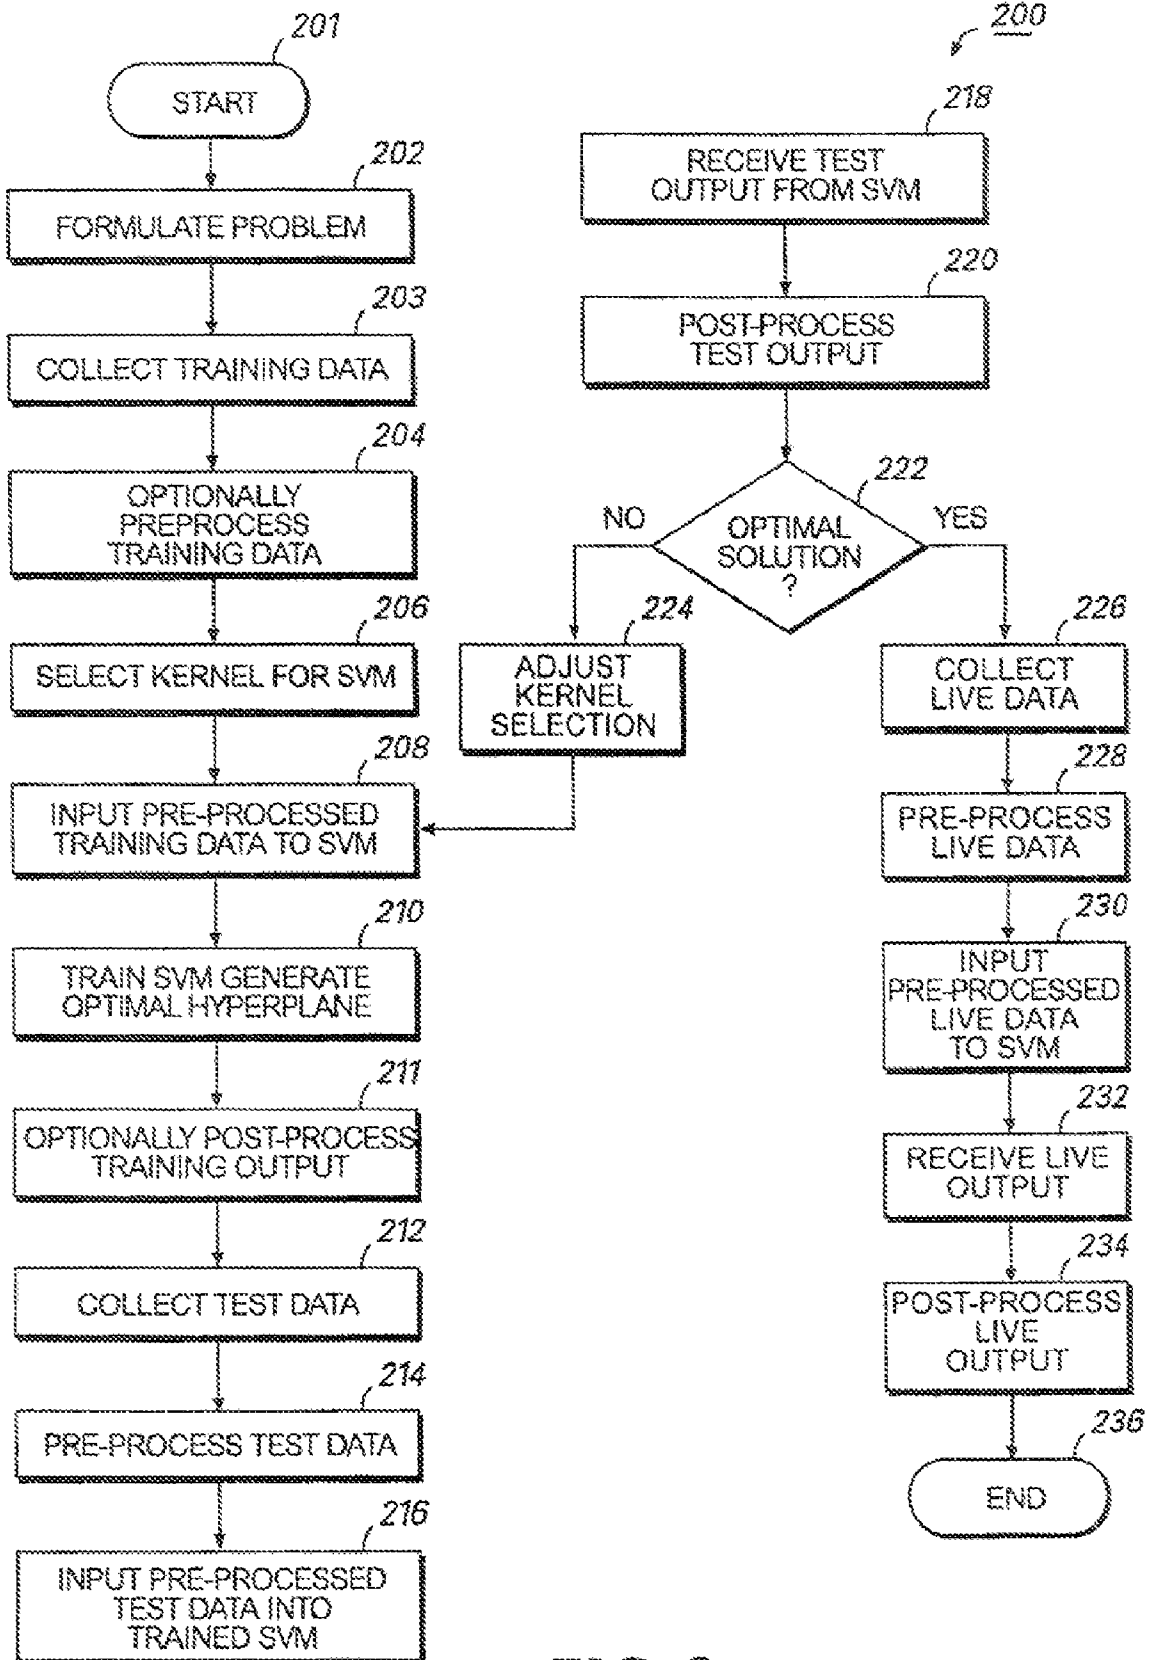 201
START
202
FORMULATE PROBLEM
203
COLLECT TRAINING DATA
204
OPTIONALLY
PREPROCESS
TRAINING DATA
206
SELECT KERNEL FOR SVM
208
INPUT PRE-PROCESSED
TRAINING DATA TO SVM
210
TRAIN SVM GENERATE
OPTIMAL HYPERPLANE
211
OPTIONALLY POST-PROCESS
TRAINING OUTPUT
212
COLLECT TEST DATA
214
PRE-PROCESS TEST DATA
216
INPUT PRE-PROCESSED
TEST DATA INTO
TRAINED SVM
200
218
RECEIVE TEST
OUTPUT FROM SVM
220
POST-PROCESS
TEST OUTPUT
222
OPTIMAL
SOLUTION
?
NO
YES
224
ADJUST
KERNEL
SELECTION
226
COLLECT
LIVE DATA
228
PRE-PROCESS
LIVE DATA
230
INPUT
PRE-PROCESSED
LIVE DATA
TO SVM
232
RECEIVE LIVE
OUTPUT
234
POST-PROCESS
LIVE
OUTPUT
236
END